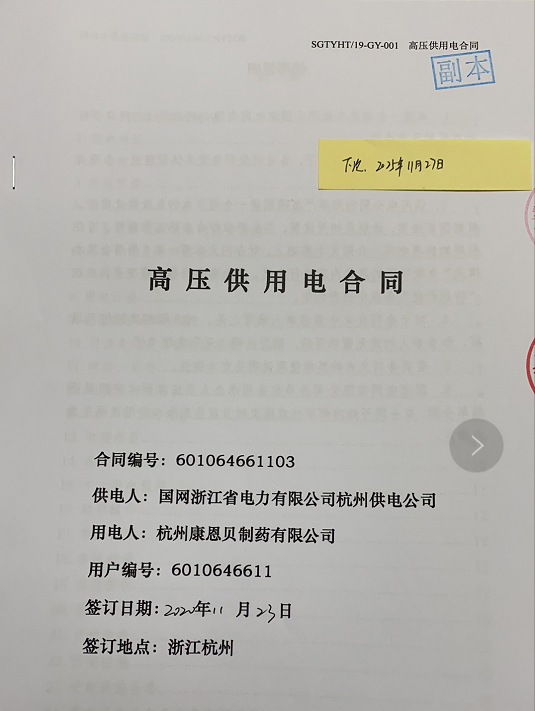 SGTYHT/19-GY-001 高压供用电合同
副本
2025年11月27日
高压供用电合同
合同编号: 601064661103
供电人: 国网浙江省电力有限公司杭州供电公司
用电人: 杭州康恩贝制药有限公司
用户编号: 6010646611
签订日期: 2020年11月23日
签订地点: 浙江杭州